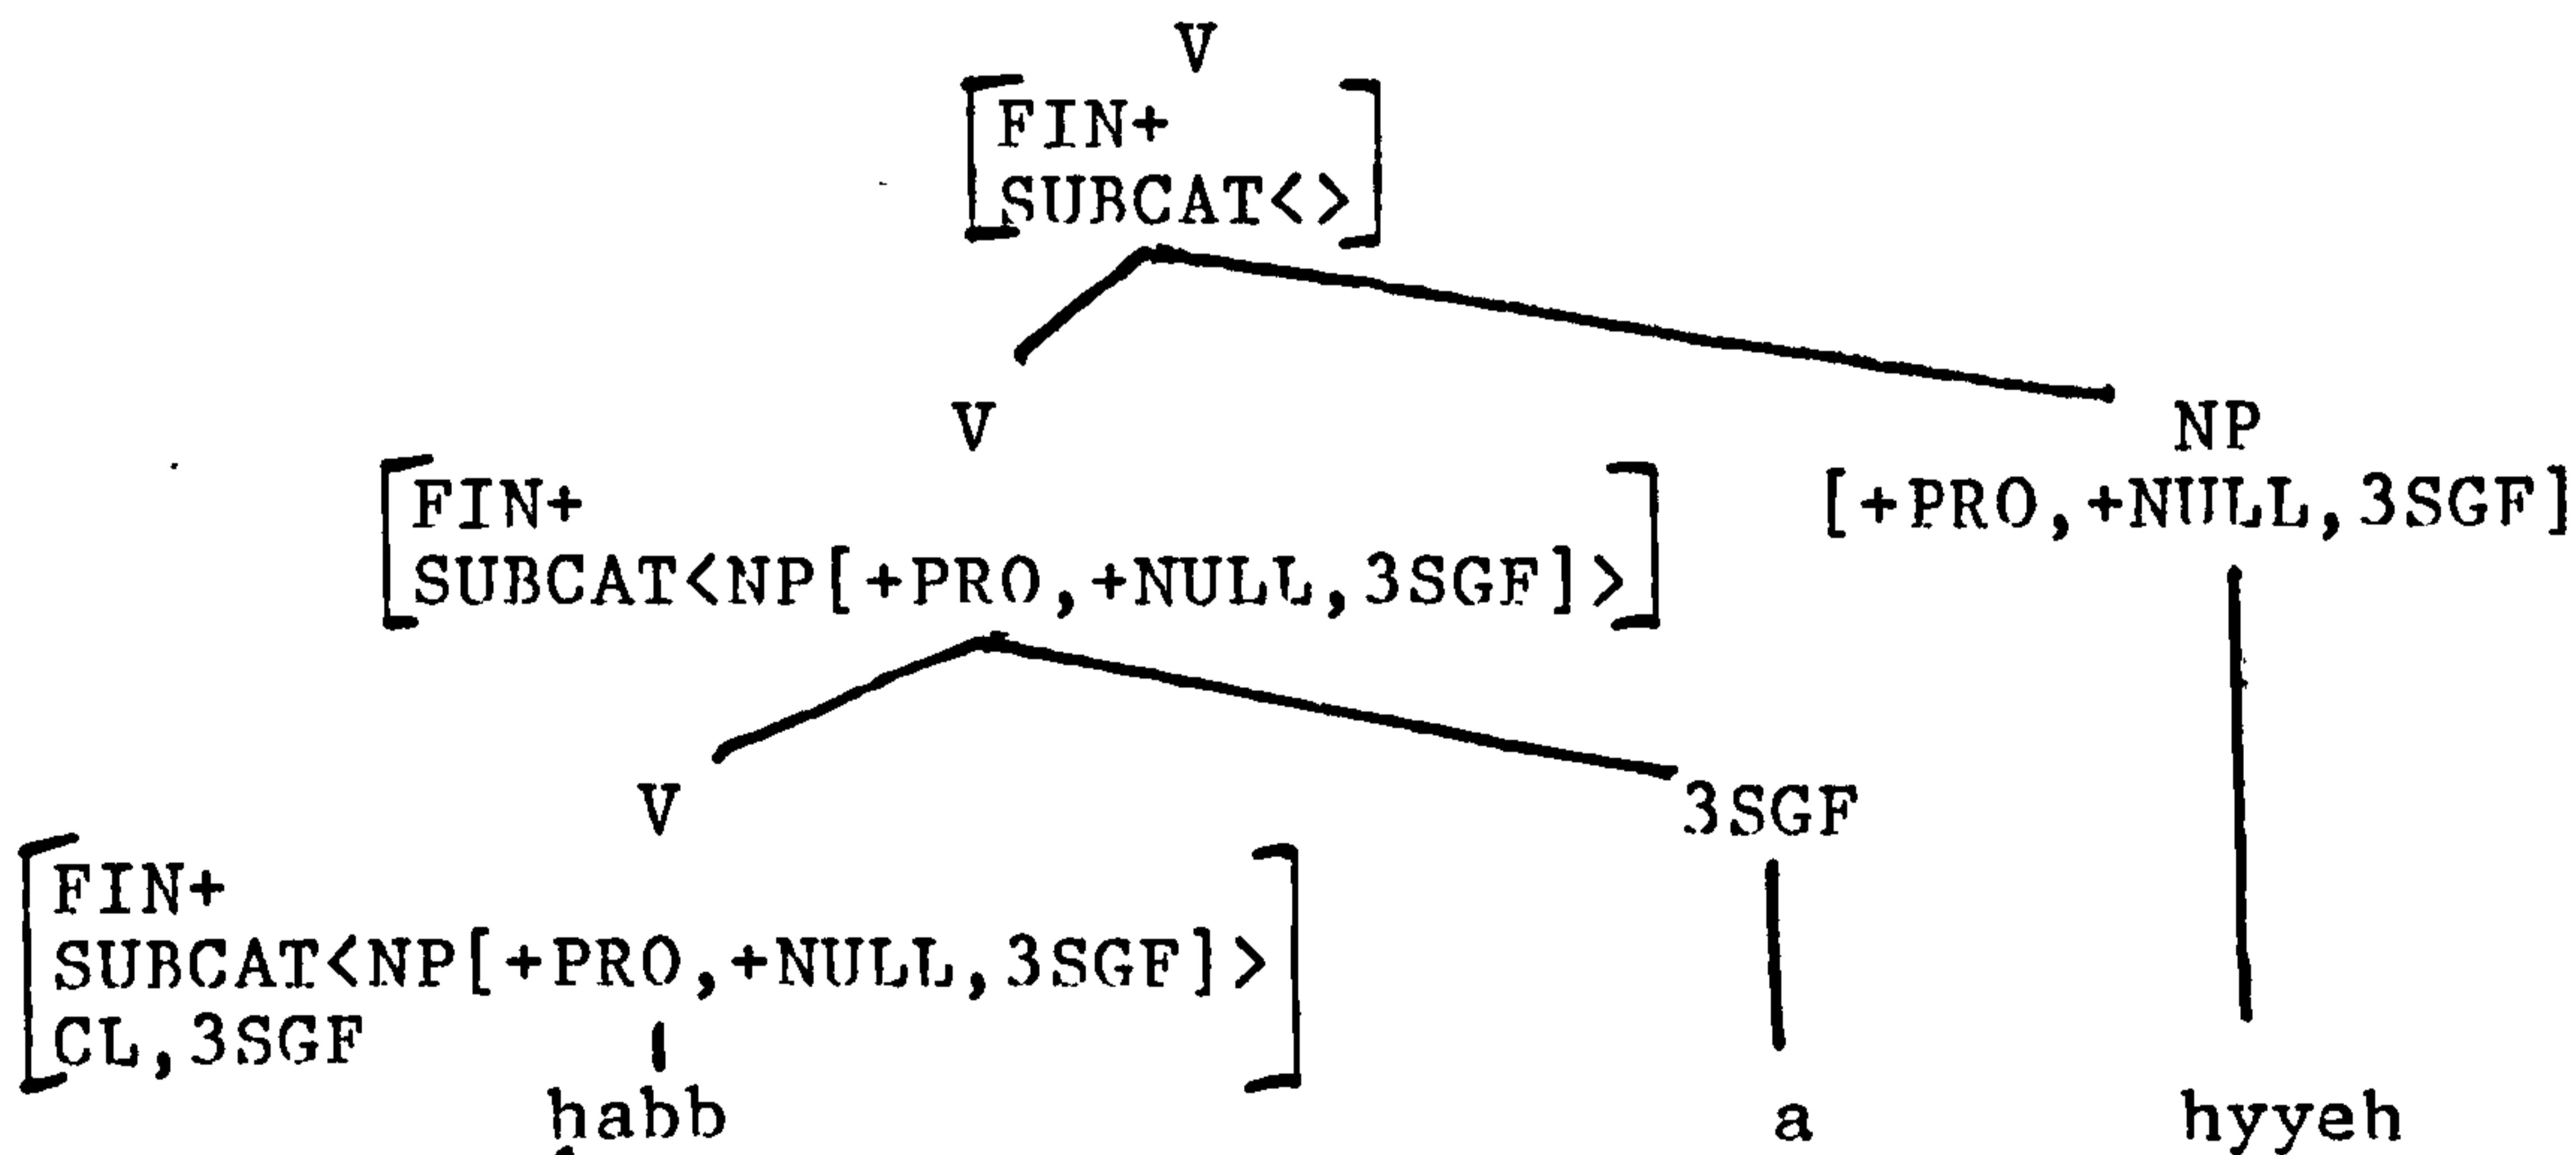 V
FIN+
SUBCAT<>
V NP
FIN+ [+PRO,+NULL,3SGF]
SUBCAT<NP[+PRO,+NULL,3SGF]>
V 3SGF
FIN+
SUBCAT<NP[+PRO,+NULL,3SGF]>
CL,3SGF
ḥabb a hyyeh